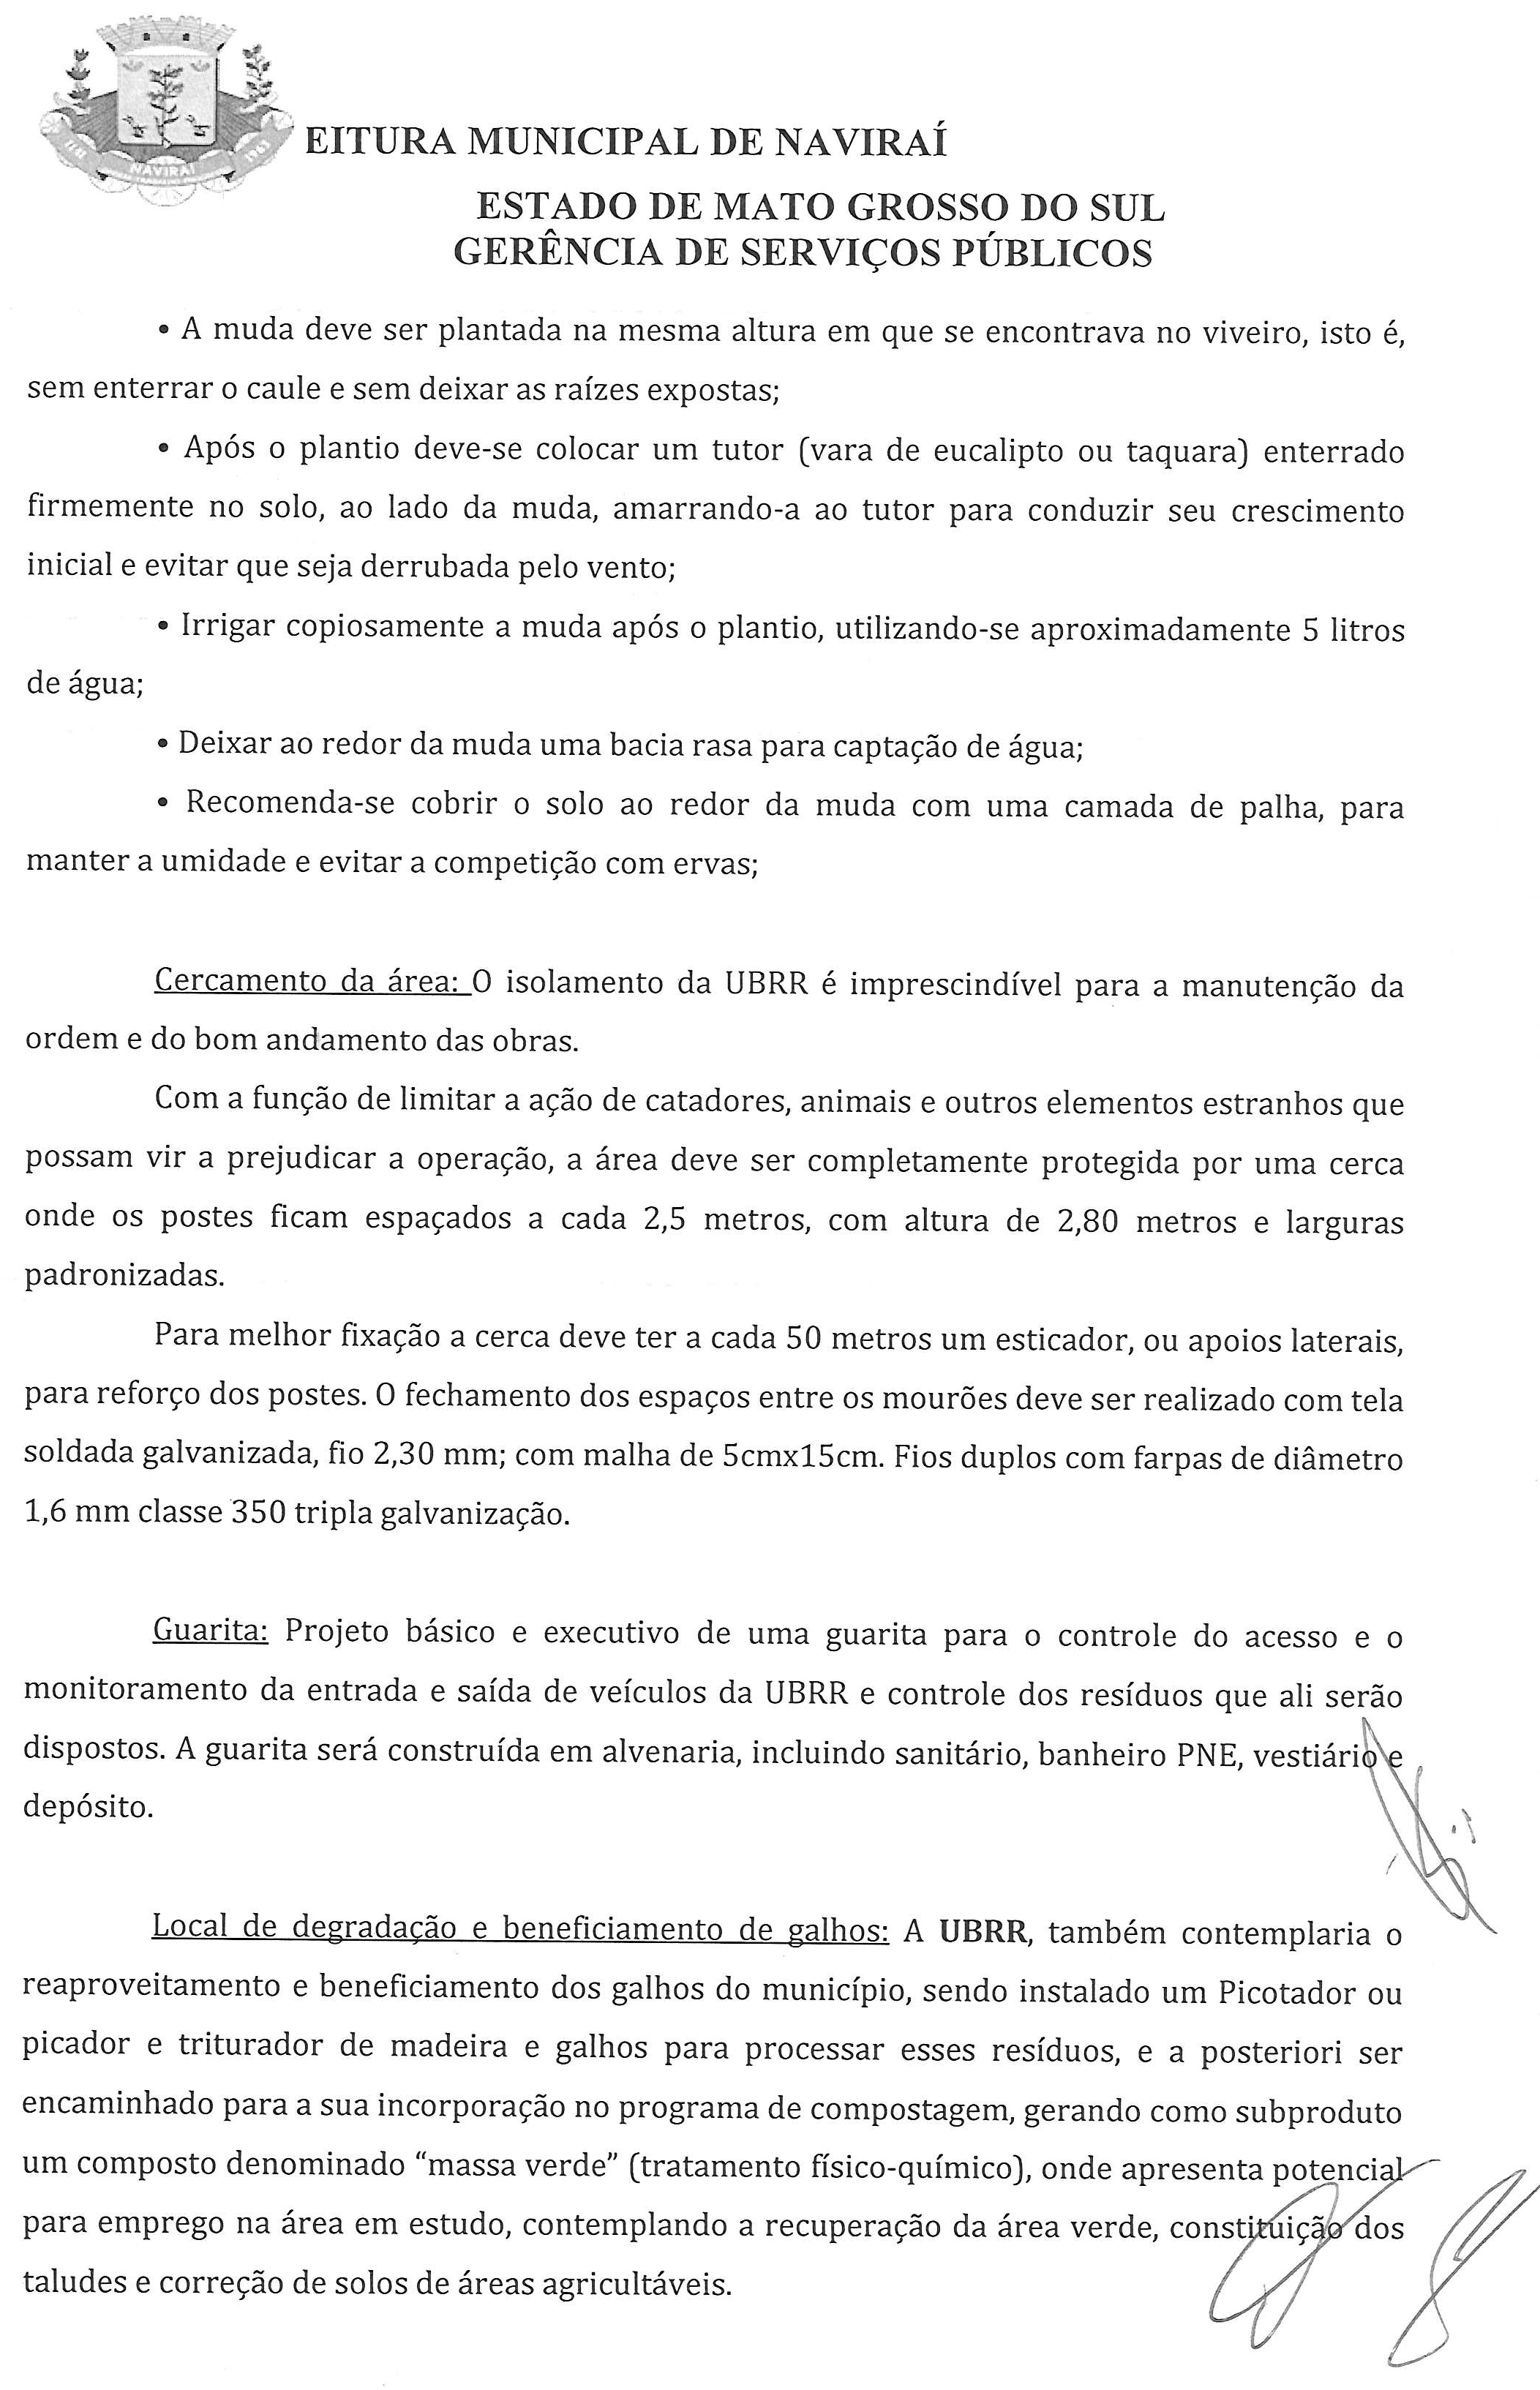 NAVIRAÍ
1963
EITURA MUNICIPAL DE NAVIRAÍ
ESTADO DE MATO GROSSO DO SUL
GERÊNCIA DE SERVIÇOS PÚBLICOS
• A muda deve ser plantada na mesma altura em que se encontrava no viveiro, isto é,
sem enterrar o caule e sem deixar as raízes expostas;
• Após o plantio deve-se colocar um tutor (vara de eucalipto ou taquara) enterrado
firmemente no solo, ao lado da muda, amarrando-a ao tutor para conduzir seu crescimento
inicial e evitar que seja derrubada pelo vento;
• Irrigar copiosamente a muda após o plantio, utilizando-se aproximadamente 5 litros
de água;
• Deixar ao redor da muda uma bacia rasa para captação de água;
• Recomenda-se cobrir o solo ao redor da muda com uma camada de palha, para
manter a umidade e evitar a competição com ervas;
Cercamento da área: O isolamento da UBRR é imprescindível para a manutenção da
ordem e do bom andamento das obras.
Com a função de limitar a ação de catadores, animais e outros elementos estranhos que
possam vir a prejudicar a operação, a área deve ser completamente protegida por uma cerca
onde os postes ficam espaçados a cada 2,5 metros, com altura de 2,80 metros e larguras
padronizadas.
Para melhor fixação a cerca deve ter a cada 50 metros um esticador, ou apoios laterais,
para reforço dos postes. O fechamento dos espaços entre os mourões deve ser realizado com tela
soldada galvanizada, fio 2,30 mm; com malha de 5cmx15cm. Fios duplos com farpas de diâmetro
1,6 mm classe 350 tripla galvanização.
Guarita: Projeto básico e executivo de uma guarita para o controle do acesso e o
monitoramento da entrada e saída de veículos da UBRR e controle dos resíduos que ali serão
dispostos. A guarita será construída em alvenaria, incluindo sanitário, banheiro PNE, vestiário e
depósito.
Local de degradação e beneficiamento de galhos: A UBRR, também contemplaria o
reaproveitamento e beneficiamento dos galhos do município, sendo instalado um Picotador ou
picador e triturador de madeira e galhos para processar esses resíduos, e a posteriori ser
encaminhado para a sua incorporação no programa de compostagem, gerando como subproduto
um composto denominado “massa verde” (tratamento físico-químico), onde apresenta potencial
para emprego na área em estudo, contemplando a recuperação da área verde, constituição dos
taludes e correção de solos de áreas agricultáveis.